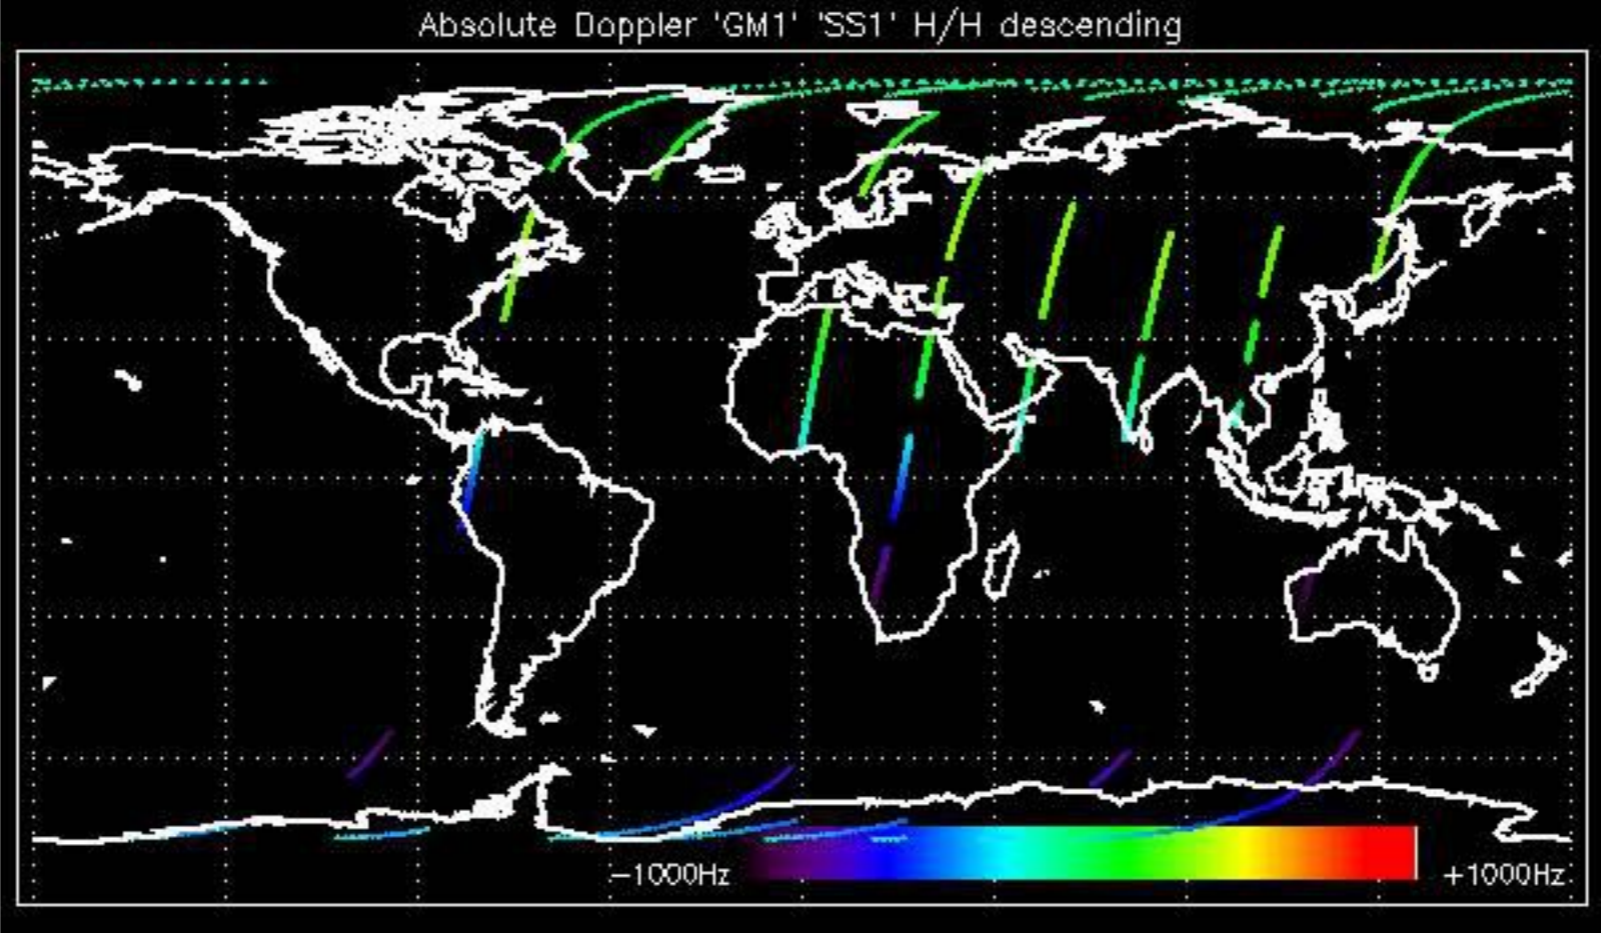 Absolute Doppler 'GM1' 'SS1' H/H descending
−1000Hz
+1000Hz